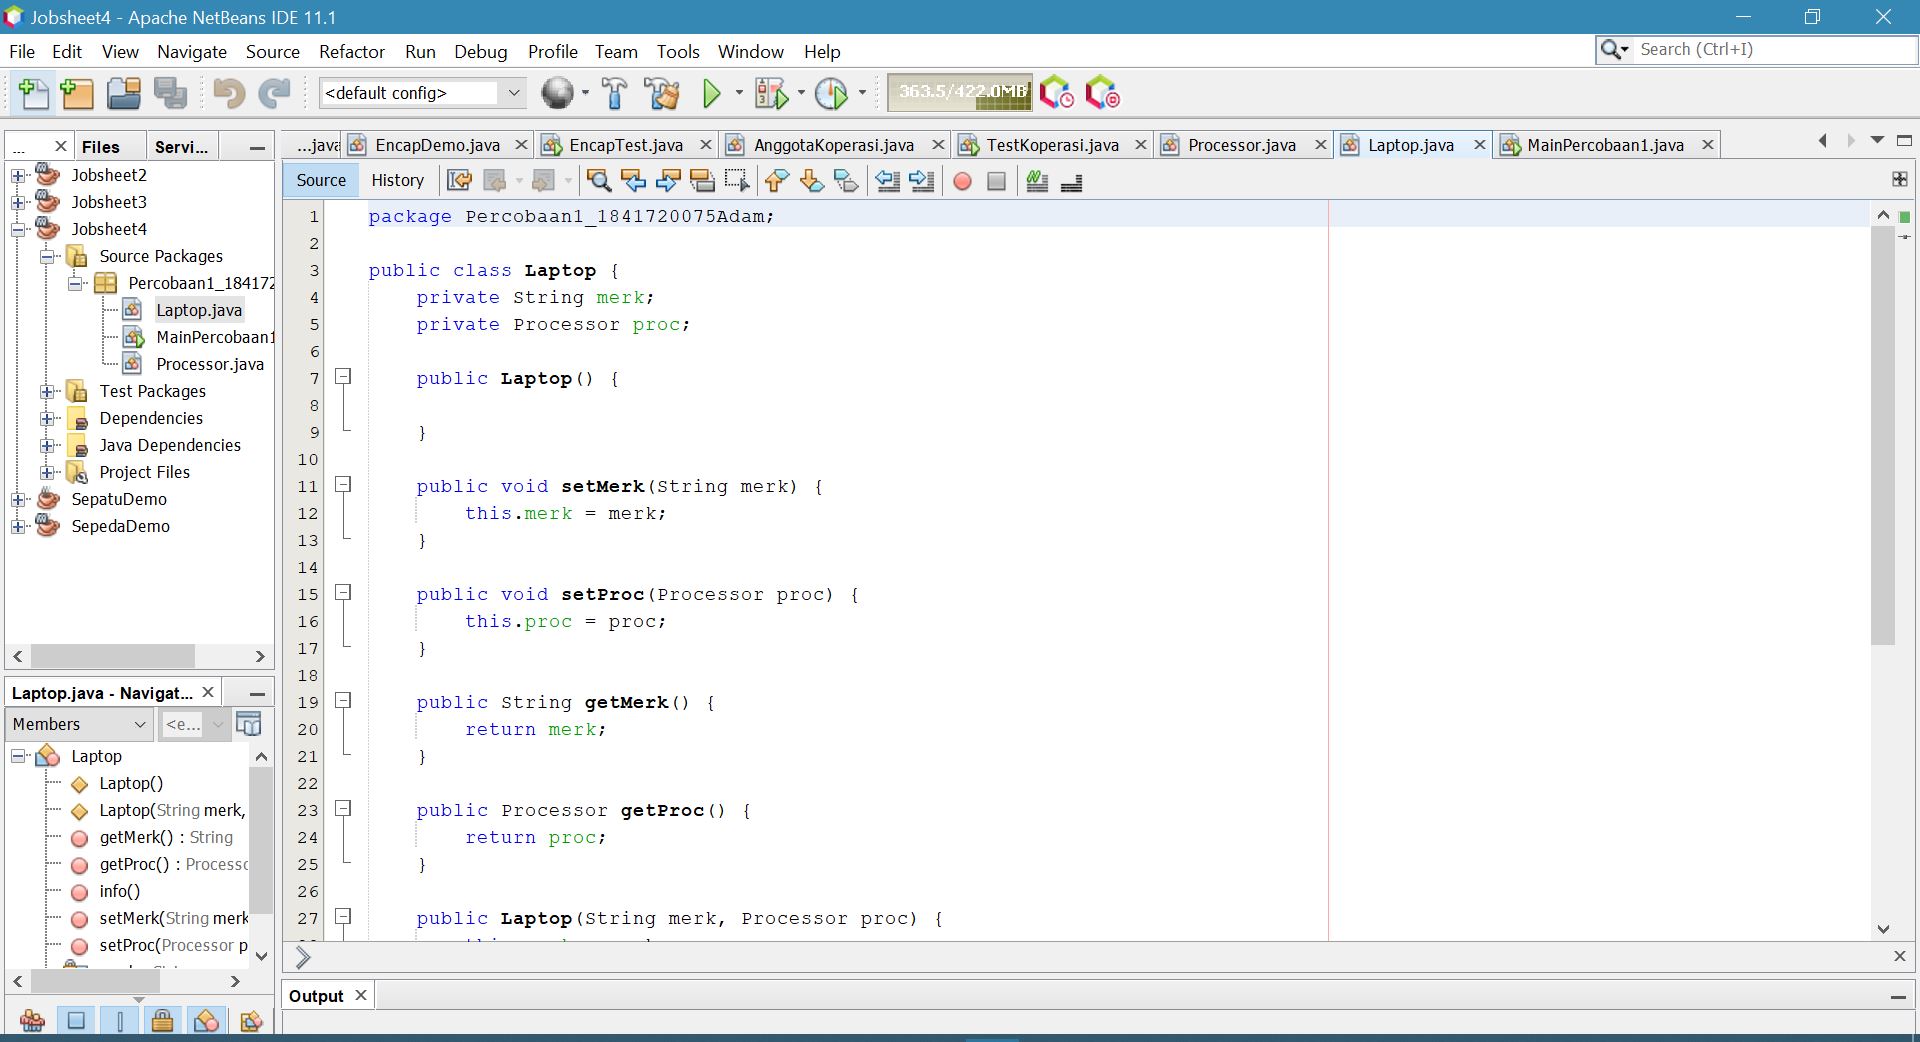 Jobsheet4 - Apache NetBeans IDE 11.1
File Edit View Navigate Source Refactor Run Debug Profile Team Tools Window Help
Search (Ctrl+I)
<default config>
363.5/422.0MB
... Files Servi...
...java EncapDemo.java EncapTest.java AnggotaKoperasi.java TestKoperasi.java Processor.java Laptop.java MainPercobaan1.java
Source History
Jobsheet2
Jobsheet3
Jobsheet4
Source Packages
Percobaan1_184172
Laptop.java
MainPercobaan1
Processor.java
Test Packages
Dependencies
Java Dependencies
Project Files
SepatuDemo
SepedaDemo
Laptop.java - Navigat...
Members <e...
Laptop
Laptop()
Laptop(String merk,
getMerk() : String
getProc() : Processo
info()
setMerk(String merk
setProc(Processor p
1 package Percobaan1_1841720075Adam;
2
3 public class Laptop {
4 private String merk;
5 private Processor proc;
6
7 public Laptop() {
8
9 }
10
11 public void setMerk(String merk) {
12 this.merk = merk;
13 }
14
15 public void setProc(Processor proc) {
16 this.proc = proc;
17 }
18
19 public String getMerk() {
20 return merk;
21 }
22
23 public Processor getProc() {
24 return proc;
25 }
26
27 public Laptop(String merk, Processor proc) {
Output